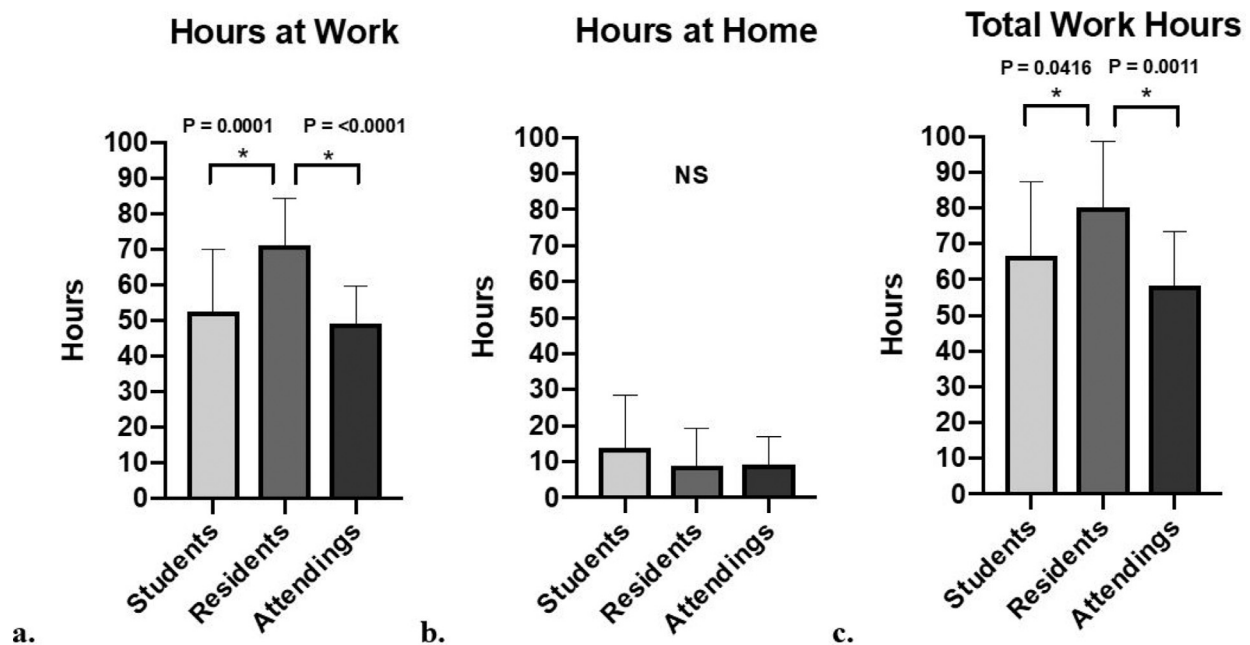 Hours at Work
P = 0.0001 P = <0.0001
* *
100
90
80
70
60
50
40
30
20
10
0
Hours
Students
Residents
Attendings
a.
Hours at Home
NS
100
90
80
70
60
50
40
30
20
10
0
Hours
Students
Residents
Attendings
b.
Total Work Hours
P = 0.0416 P = 0.0011
* *
100
90
80
70
60
50
40
30
20
10
0
Hours
Students
Residents
Attendings
c.